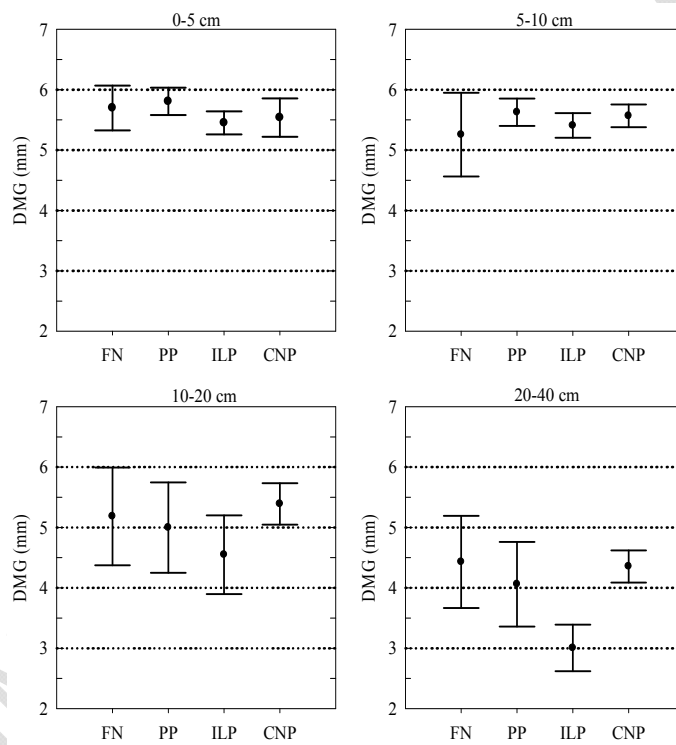 0-5 cm
7
6
5
4
3
2
DMG (mm)
FN PP ILP CNP
5-10 cm
7
6
5
4
3
2
DMG (mm)
FN PP ILP CNP
10-20 cm
7
6
5
4
3
2
DMG (mm)
FN PP ILP CNP
20-40 cm
7
6
5
4
3
2
DMG (mm)
FN PP ILP CNP